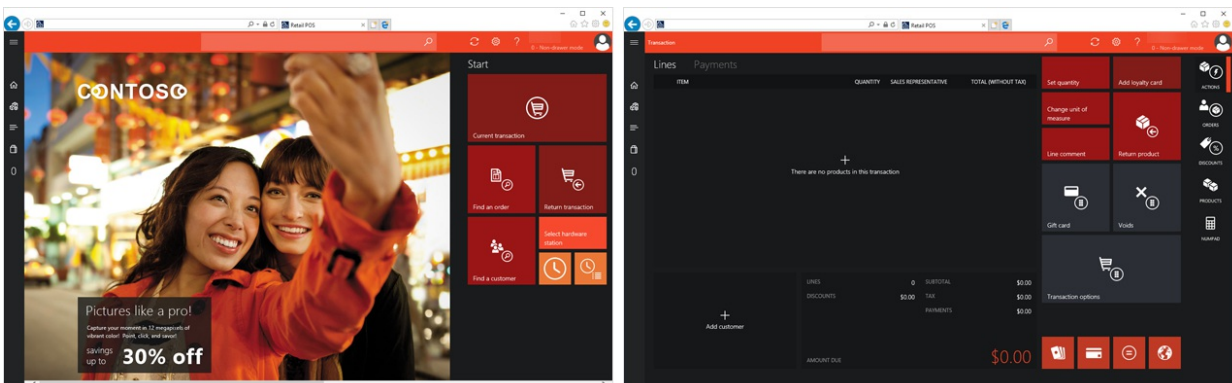 Retail POS
0 - Non-drawer mode
CONTOSO
Start
Current transaction
Find an order
Return transaction
Select hardware
station
Find a customer
Pictures like a pro!
Capture your moment in 12 megapixels of
vibrant color! Point, click, and savor!
savings
up to
30% off
0
Retail POS
Transaction
0 - Non-drawer mode
Lines
Payments
ITEM
QUANTITY
SALES REPRESENTATIVE
TOTAL (WITHOUT TAX)
There are no products in this transaction
0
Add customer
LINES
0
SUBTOTAL
$0.00
DISCOUNTS
$0.00
TAX
$0.00
PAYMENTS
$0.00
AMOUNT DUE
$0.00
Set quantity
Add loyalty card
Change unit of
measure
Line comment
Return product
Gift card
Voids
Transaction options
ACTIONS
ORDERS
DISCOUNTS
PRODUCTS
NUMPAD